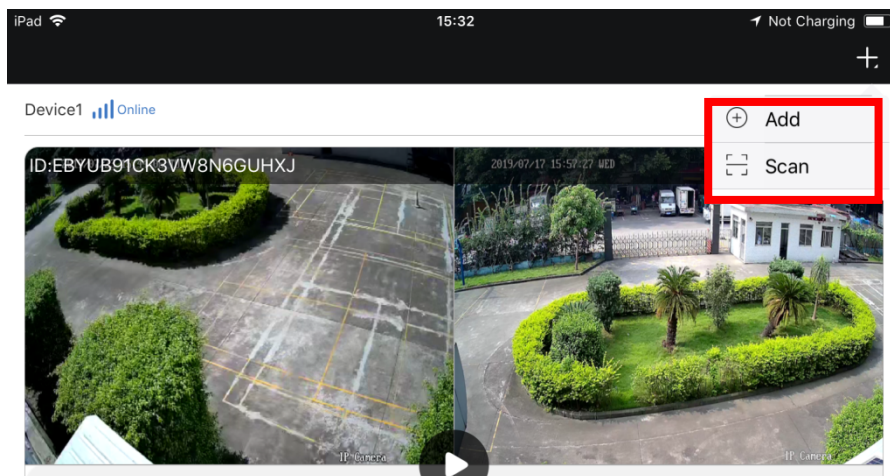 iPad 15:32 Not Charging
Device1 Online
Add
Scan
ID:EBYUB91CK3VW8N6GUHXJ
2019/07/17 15:57:27 WED
IP Camera IP Camera